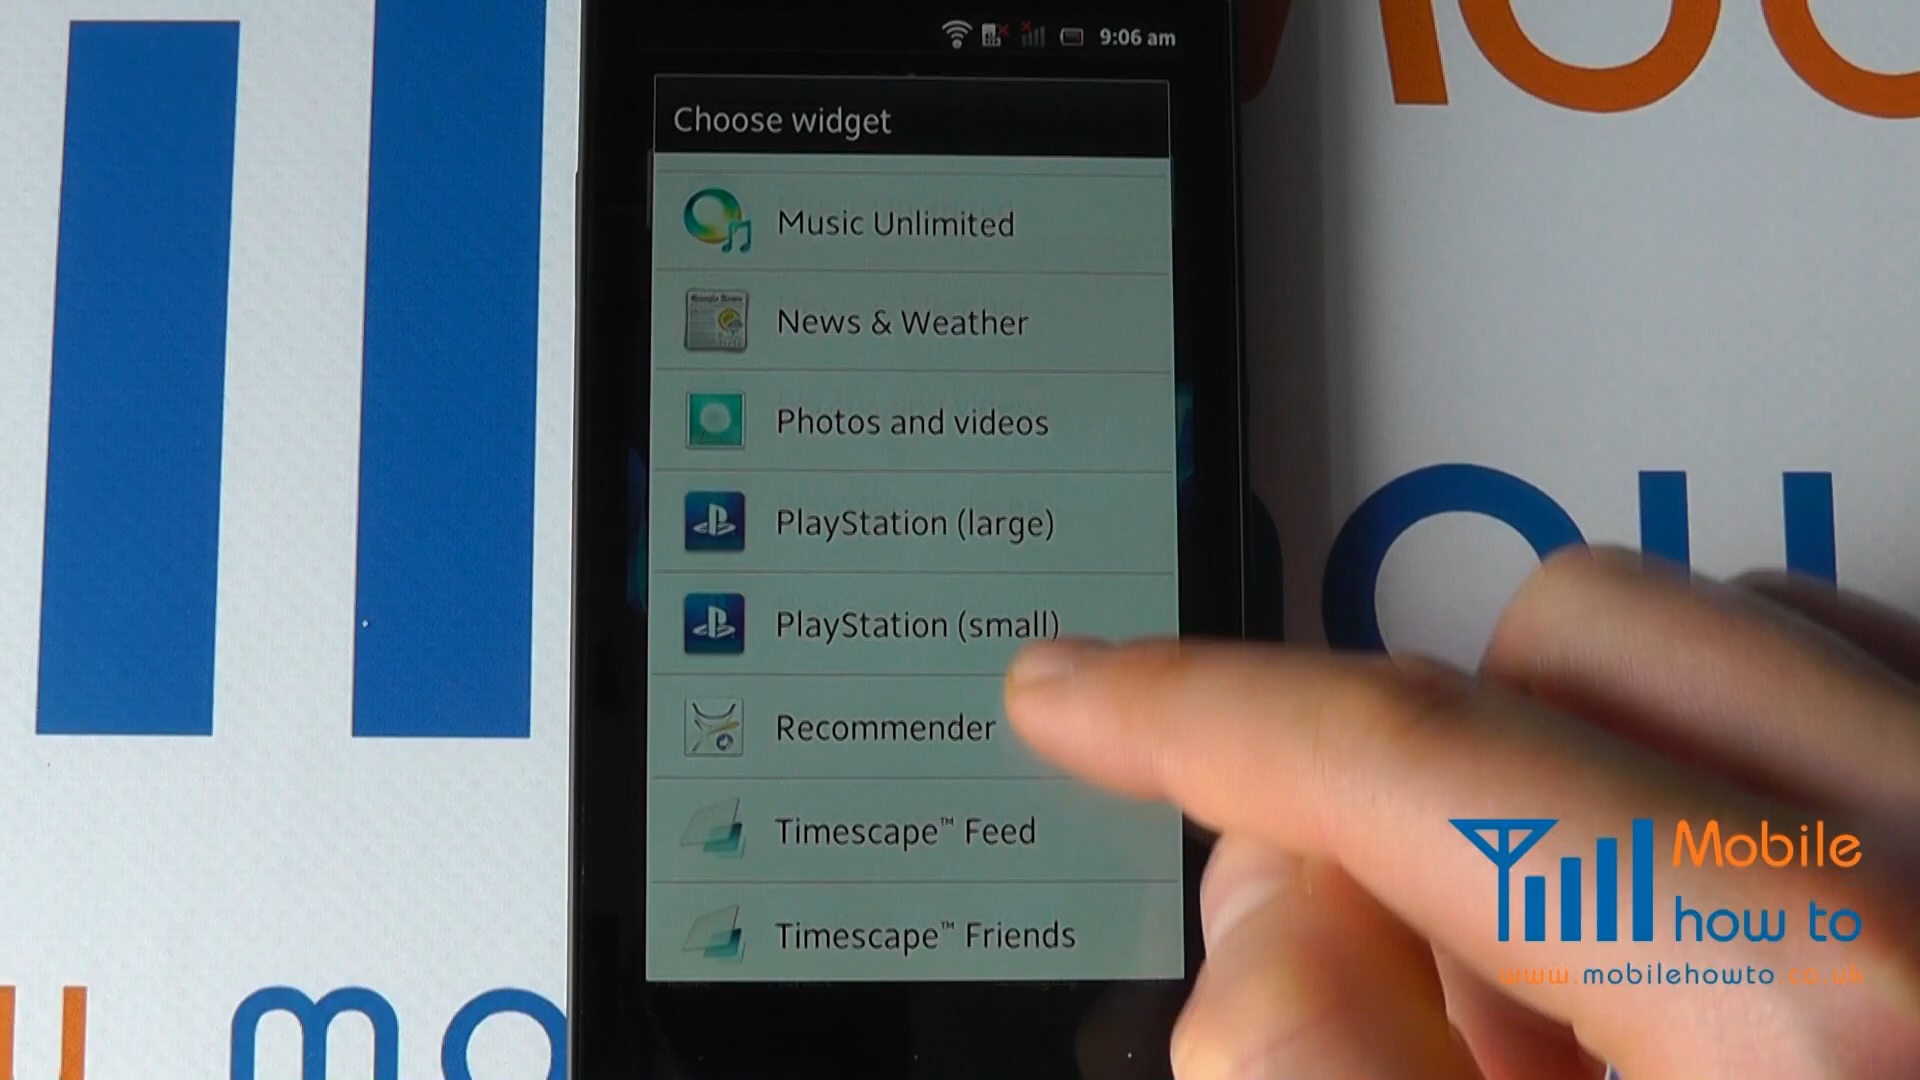 9:06 am
Choose widget
Music Unlimited
News & Weather
Photos and videos
PlayStation (large)
PlayStation (small)
Recommender
Timescape™ Feed
Timescape™ Friends
Mobile
how to
www.mobilehowto.co.uk